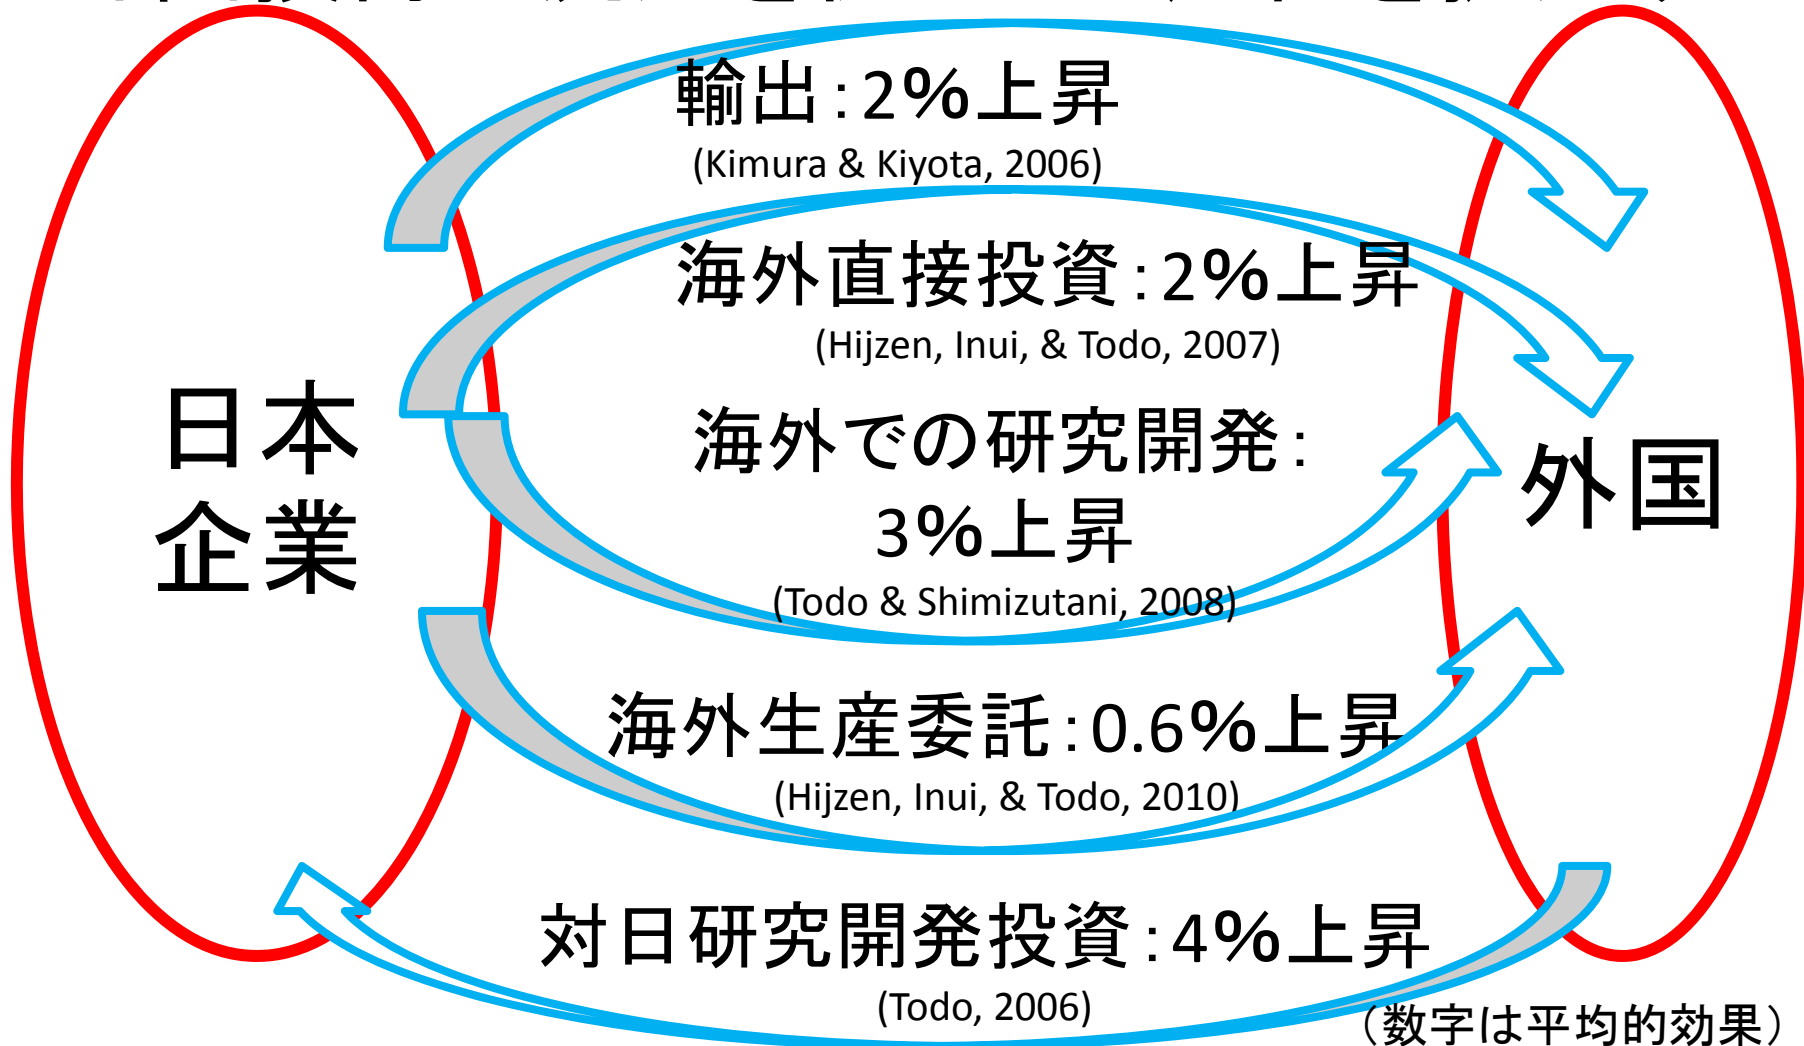 輸出：2%上昇
(Kimura & Kiyota, 2006)
海外直接投資：2%上昇
(Hijzen, Inui, & Todo, 2007)
日本
企業
海外での研究開発：
3%上昇
(Todo & Shimizutani, 2008)
外国
海外生産委託：0.6%上昇
(Hijzen, Inui, & Todo, 2010)
対日研究開発投資：4%上昇
(Todo, 2006)
（数字は平均的効果）